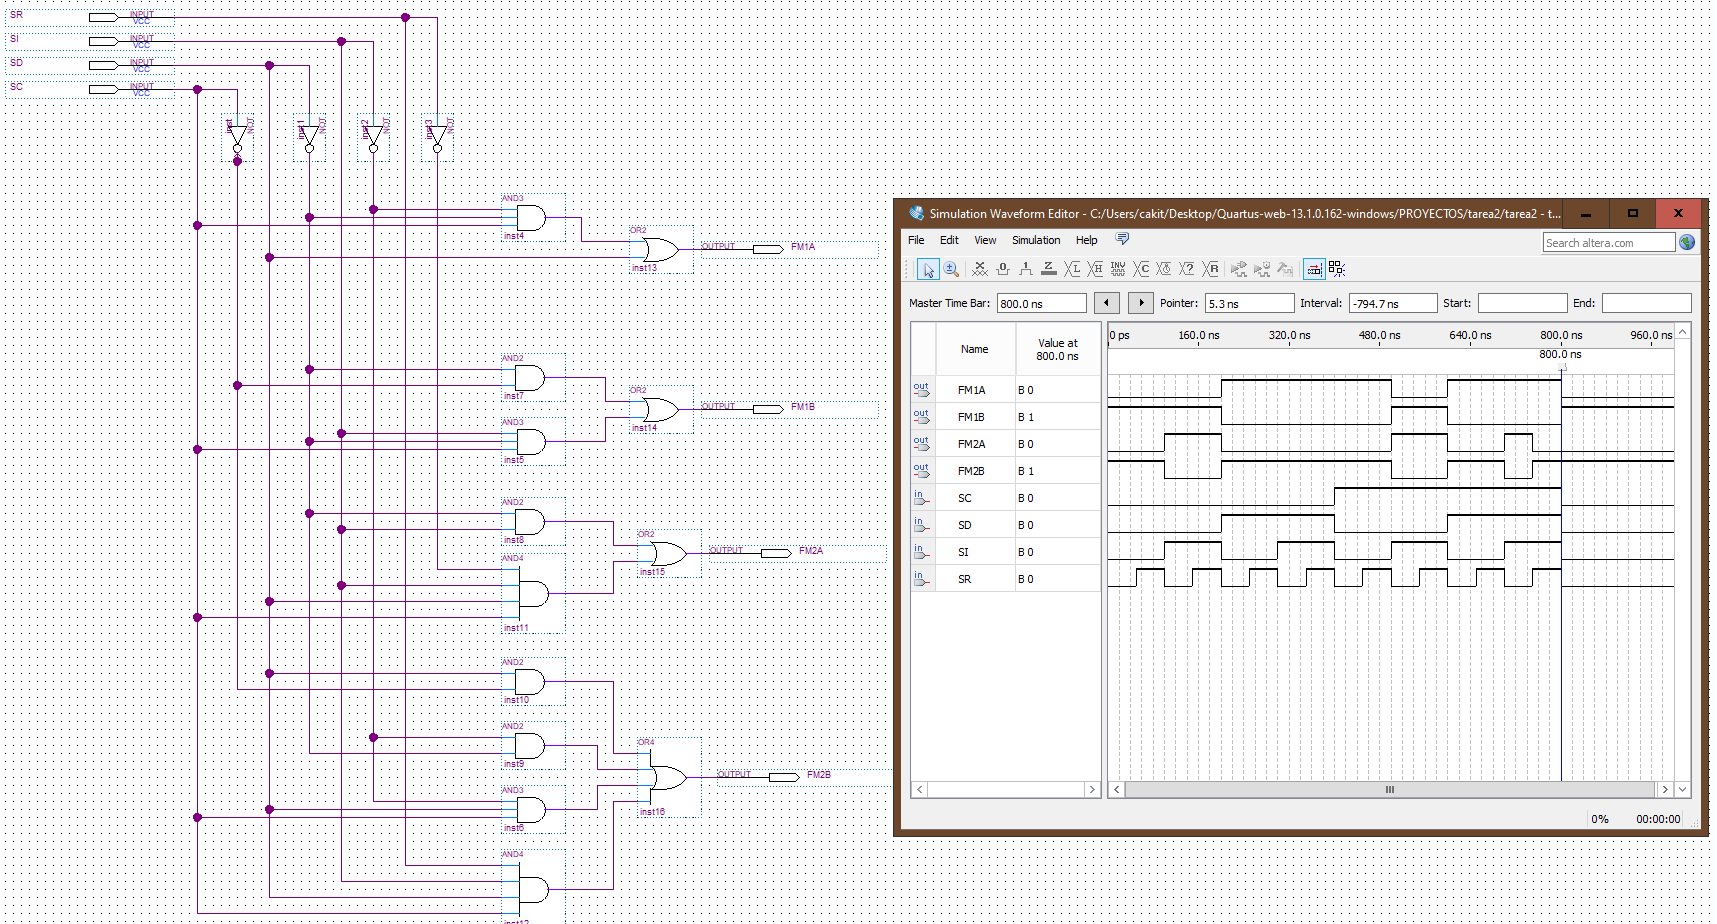 SR INPUT VCC
SI INPUT VCC
SD INPUT VCC
SC INPUT VCC
inst NOT inst1 NOT inst2 NOT inst3 NOT
AND3
inst4
OR2
inst13
OUTPUT FM1A
AND2
inst7
OR2
inst14
OUTPUT FM1B
AND3
inst5
AND2
inst8
OR2
inst15
OUTPUT FM2A
AND4
inst11
AND2
inst10
AND2
inst9
OR4
inst16
OUTPUT FM2B
AND3
inst6
AND4
inst12
Simulation Waveform Editor - C:/Users/cakit/Desktop/Quartus-web-13.1.0.162-windows/PROYECTOS/tarea2/tarea2 - t...
File Edit View Simulation Help
Search altera.com
Master Time Bar: 800.0 ns Pointer: 5.3 ns Interval: -794.7 ns Start: End:
Name Value at 800.0 ns
0 ps 160.0 ns 320.0 ns 480.0 ns 640.0 ns 800.0 ns 960.0 ns
800.0 ns
out FM1A B 0
out FM1B B 1
out FM2A B 0
out FM2B B 1
in SC B 0
in SD B 0
in SI B 0
in SR B 0
0% 00:00:00